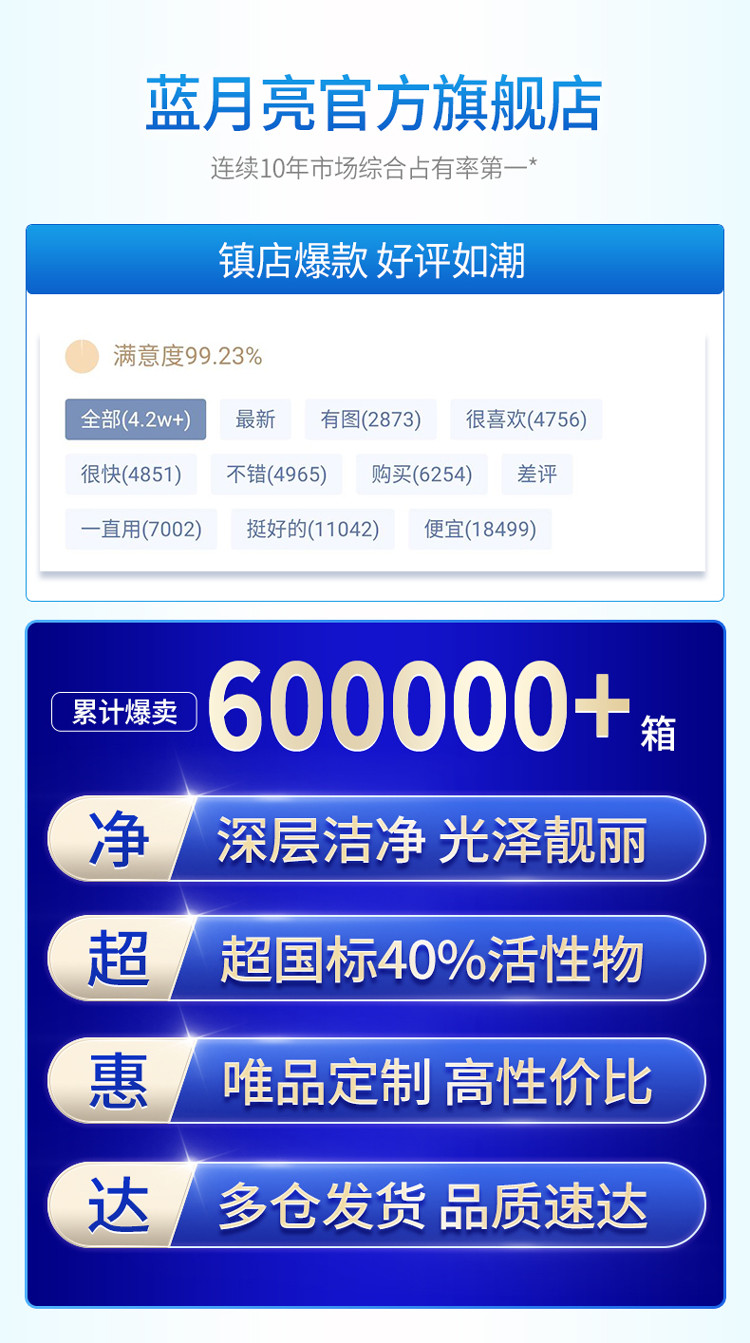 蓝月亮官方旗舰店
连续10年市场综合占有率第一*
镇店爆款 好评如潮
满意度99.23%
全部(4.2w+) 最新 有图(2873) 很喜欢(4756)
很快(4851) 不错(4965) 购买(6254) 差评
一直用(7002) 挺好的(11042) 便宜(18499)
累计爆卖 600000+ 箱
净 深层洁净 光泽靓丽
超 超国标40%活性物
惠 唯品定制 高性价比
达 多仓发货 品质速达